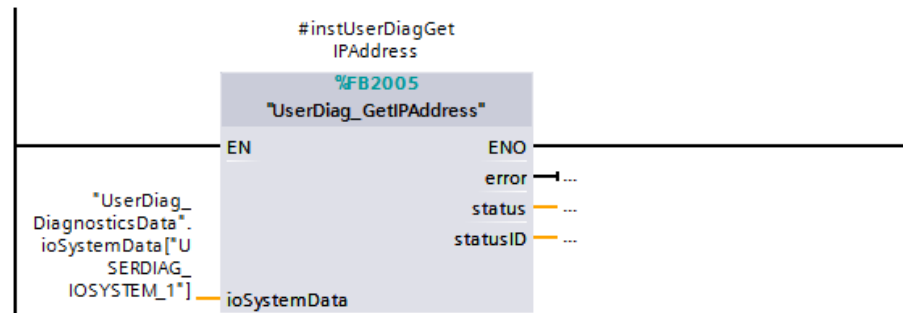 #instUserDiagGet
IPAddress
%FB2005
"UserDiag_GetIPAddress"
EN
ENO
error
...
status
...
statusID
...
"UserDiag_
DiagnosticsData".
ioSystemData["U
SERDIAG_
IOSYSTEM_1"]
ioSystemData